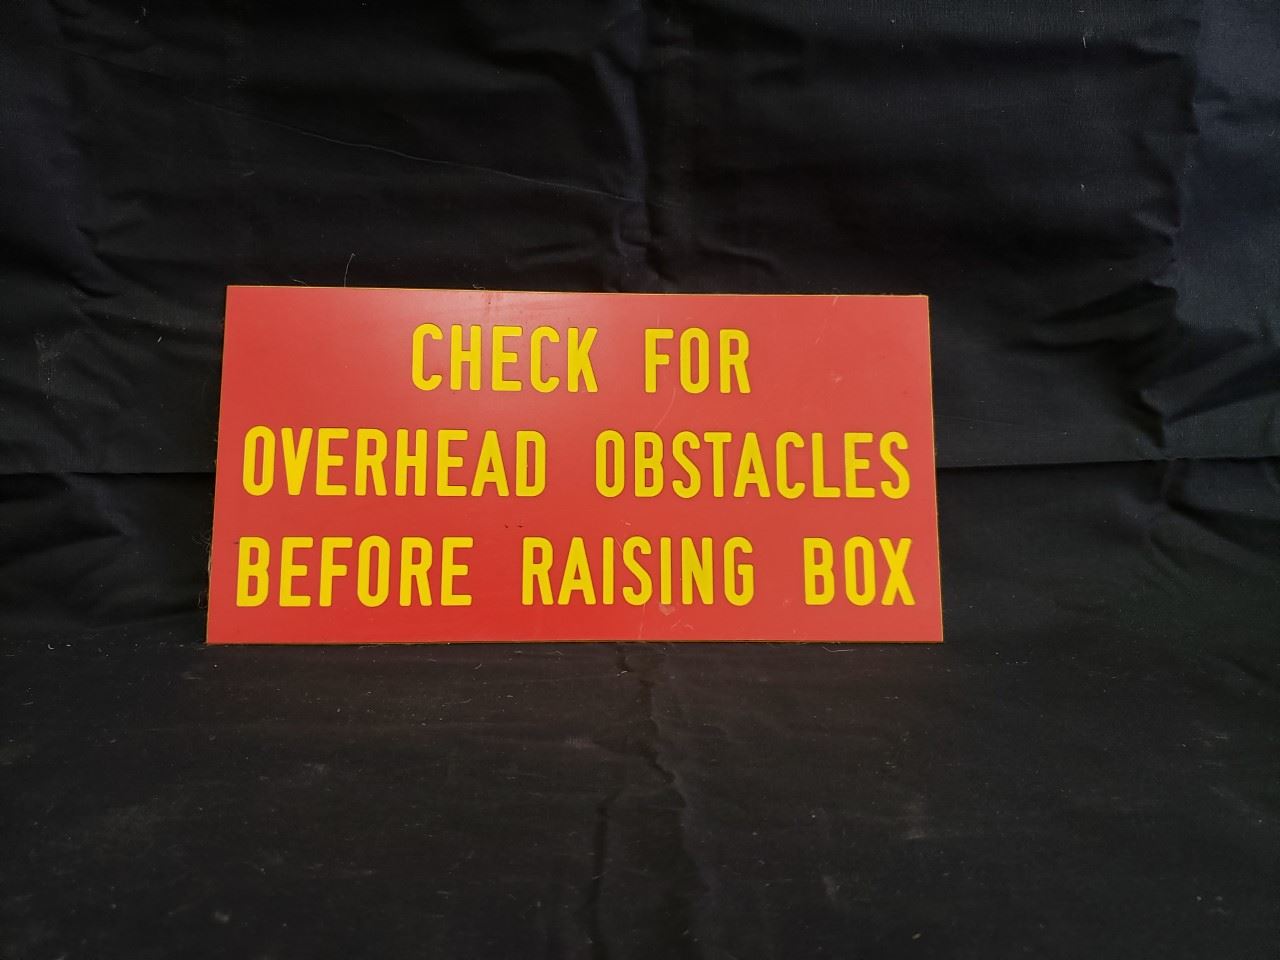 CHECK FOR
OVERHEAD OBSTACLES
BEFORE RAISING BOX